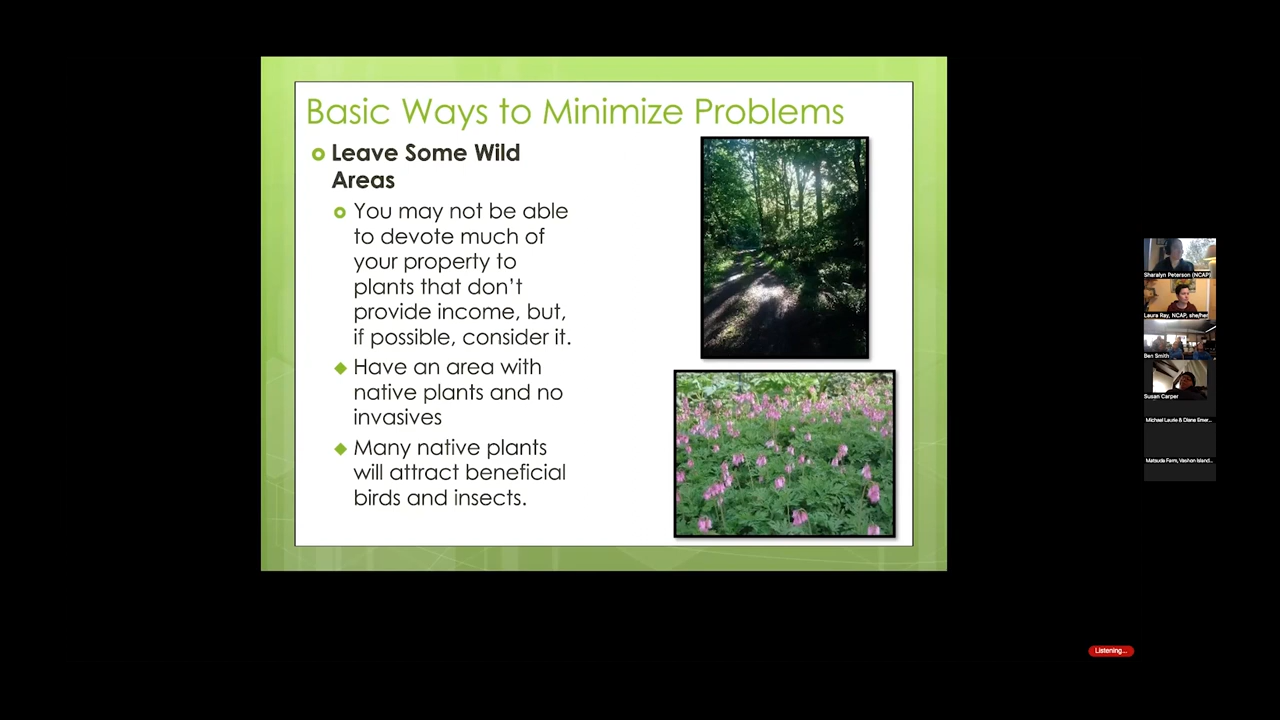 Basic Ways to Minimize Problems
Leave Some Wild
Areas
You may not be able
to devote much of
your property to
plants that don't
provide income, but,
if possible, consider it.
Have an area with
native plants and no
invasives
Many native plants
will attract beneficial
birds and insects.
Sharalyn Peterson (NCAP)
Laura Ray, NCAP, she/her
Ben Smith
Susan Carper
Michael Laurie & Diane Emer...
Matsuda Farm, Vashon Island...
Listening...